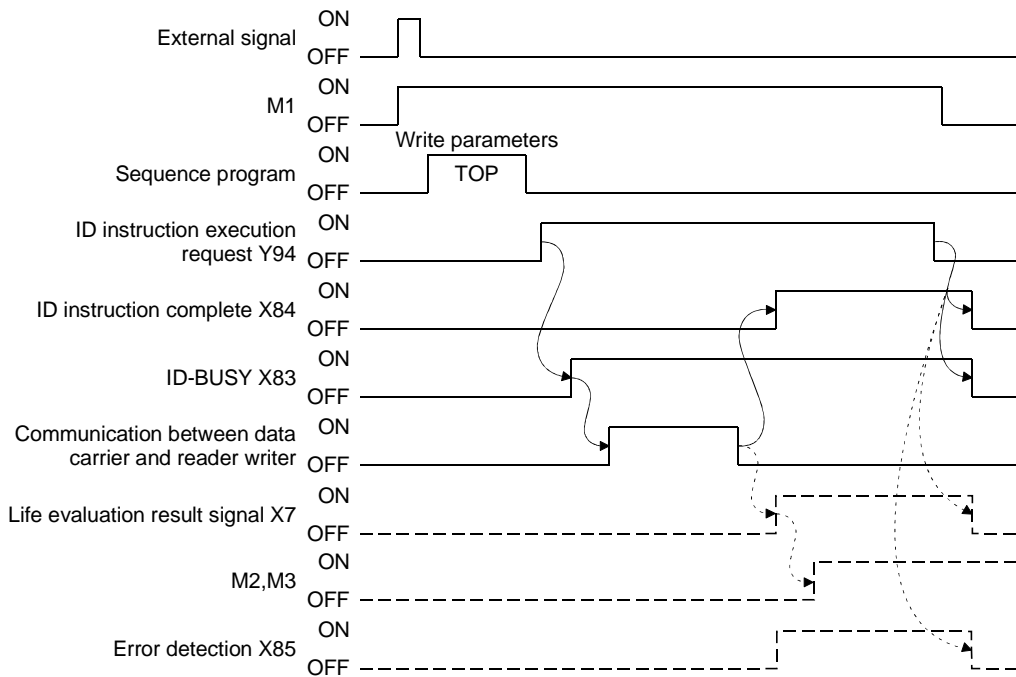 External signal
ON
OFF
M1
ON
OFF
Write parameters
Sequence program
ON
OFF
TOP
ID instruction execution
request Y94
ON
OFF
ID instruction complete X84
ON
OFF
ID-BUSY X83
ON
OFF
Communication between data
carrier and reader writer
ON
OFF
Life evaluation result signal X7
ON
OFF
M2,M3
ON
OFF
Error detection X85
ON
OFF